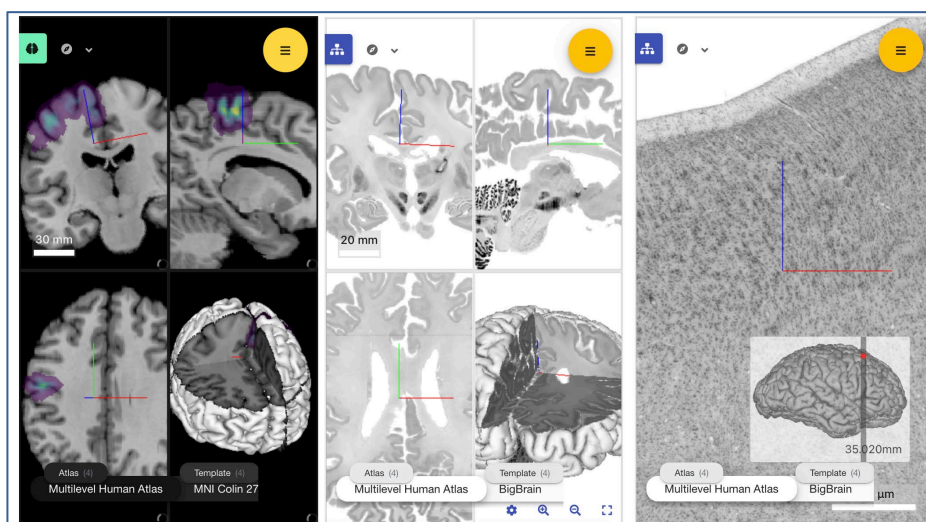 30 mm
Atlas (4)
Template (4)
Multilevel Human Atlas
MNI Colin 27
20 mm
Atlas (4)
Template (4)
Multilevel Human Atlas
BigBrain
35.020mm
Atlas (4)
Template (4)
Multilevel Human Atlas
BigBrain
μm